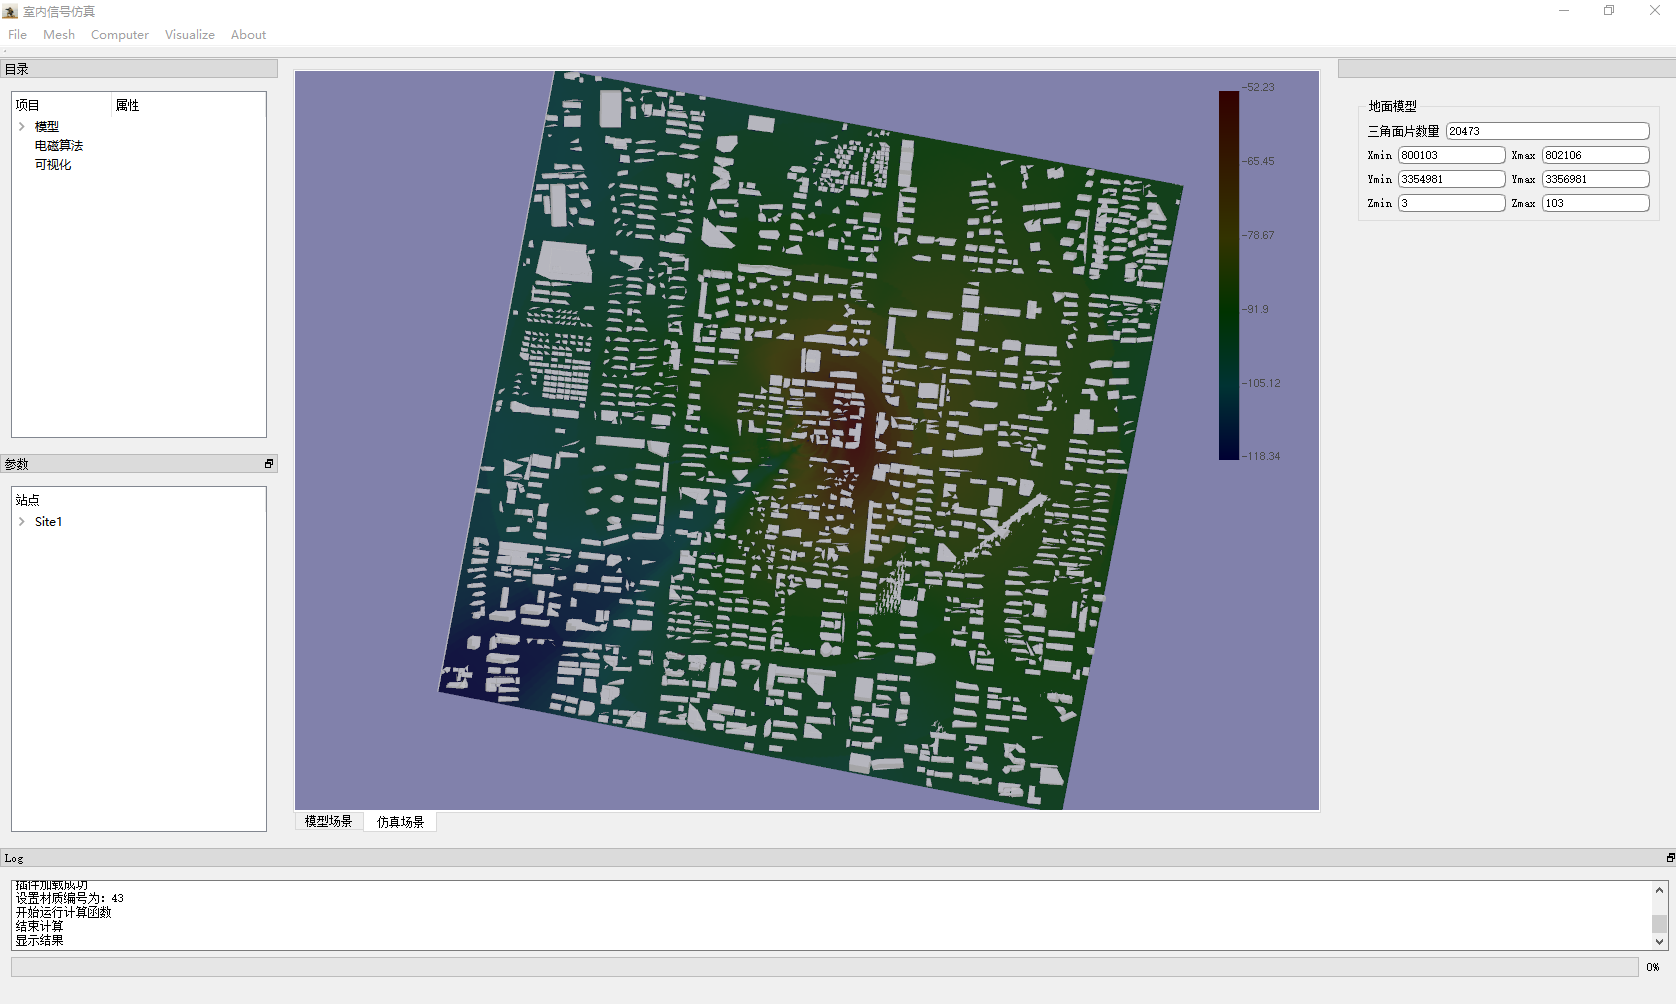 室内信号仿真
File Mesh Computer Visualize About
目录
项目 属性
模型
电磁算法
可视化
参数
站点
Site1
-52.23
-65.45
-78.67
-91.9
-105.12
-118.34
模型场景 仿真场景
地面模型
三角面片数量 20473
Xmin 800103 Xmax 802106
Ymin 3354981 Ymax 3356981
Zmin 3 Zmax 103
Log
插件加载成功
设置材质编号为: 43
开始运行计算函数
结束计算
显示结果
0%